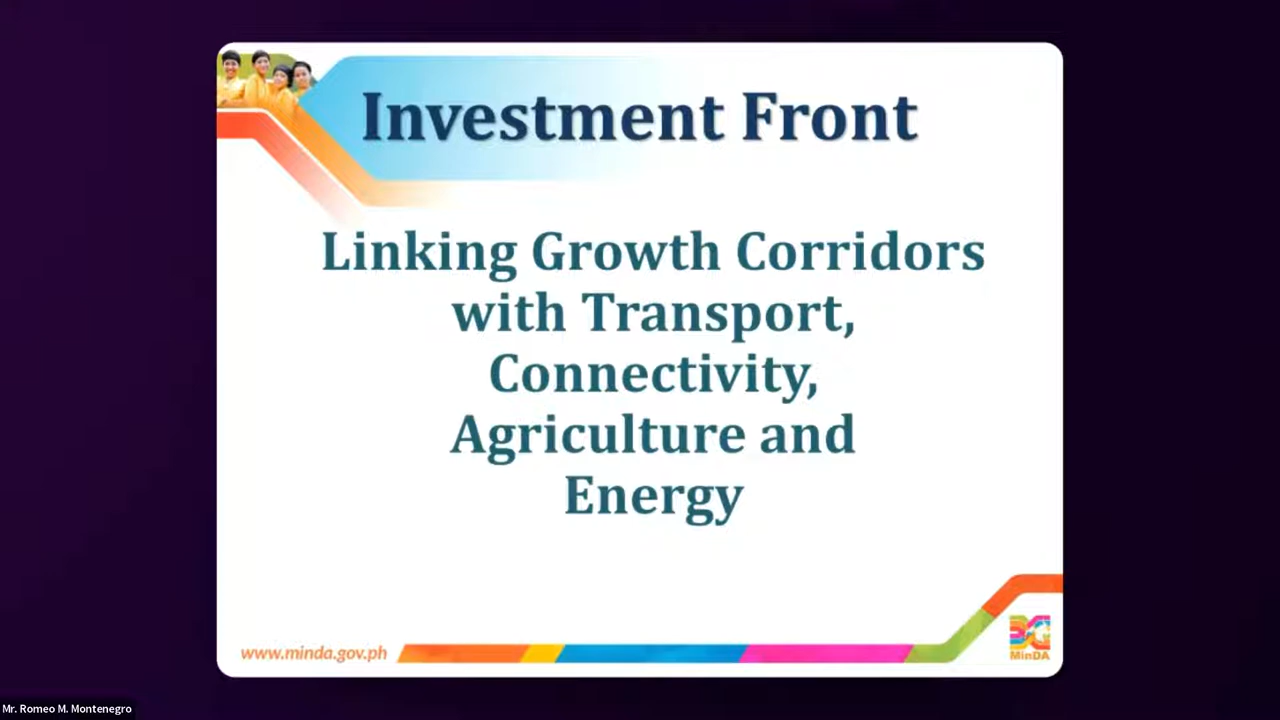 Investment Front
Linking Growth Corridors
with Transport,
Connectivity,
Agriculture and
Energy
www.minda.gov.ph
MinDA
Mr. Romeo M. Montenegro